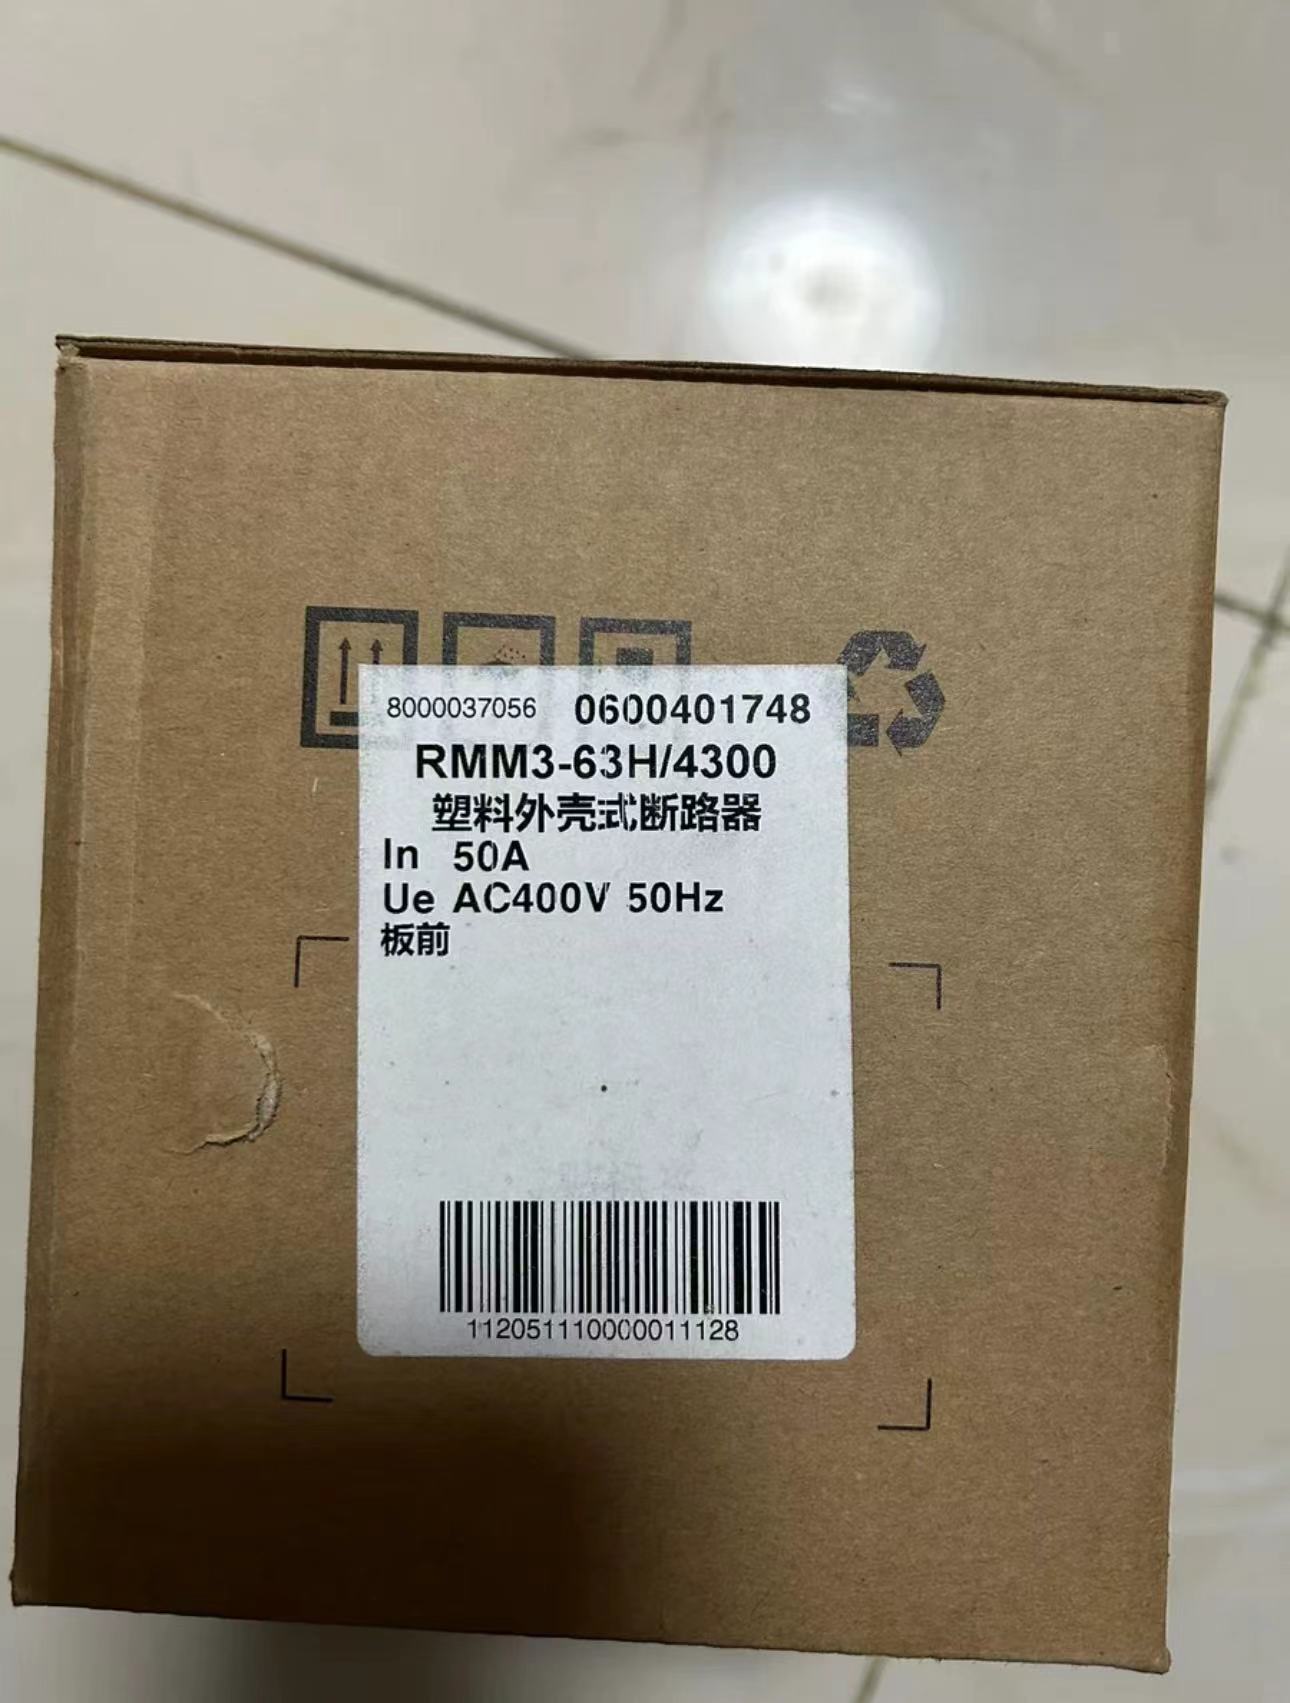 8000037056 0600401748
RMM3-63H/4300
塑料外壳式断路器
In 50A
Ue AC400V 50Hz
板前
112051110000011128